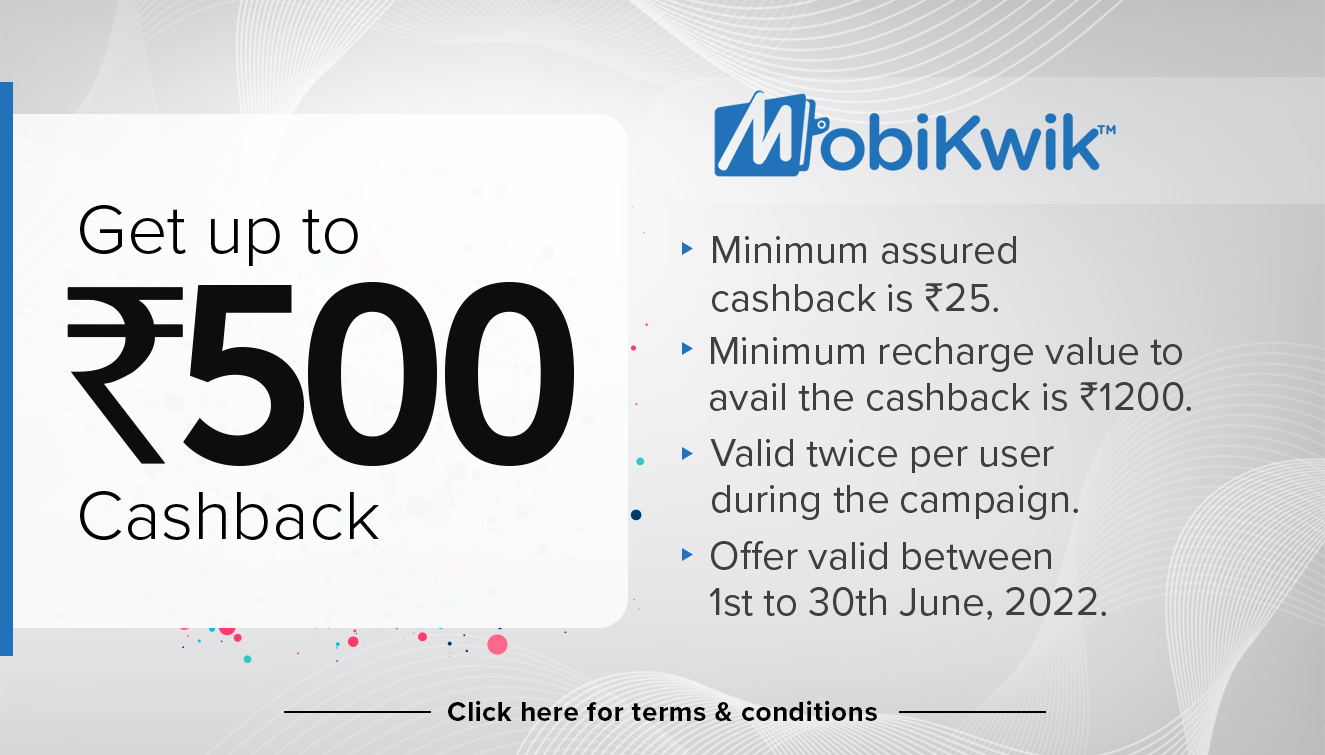 Get up to
₹500
Cashback
MobiKwik™
Minimum assured
cashback is ₹25.
Minimum recharge value to
avail the cashback is ₹1200.
Valid twice per user
during the campaign.
Offer valid between
1st to 30th June, 2022.
Click here for terms & conditions